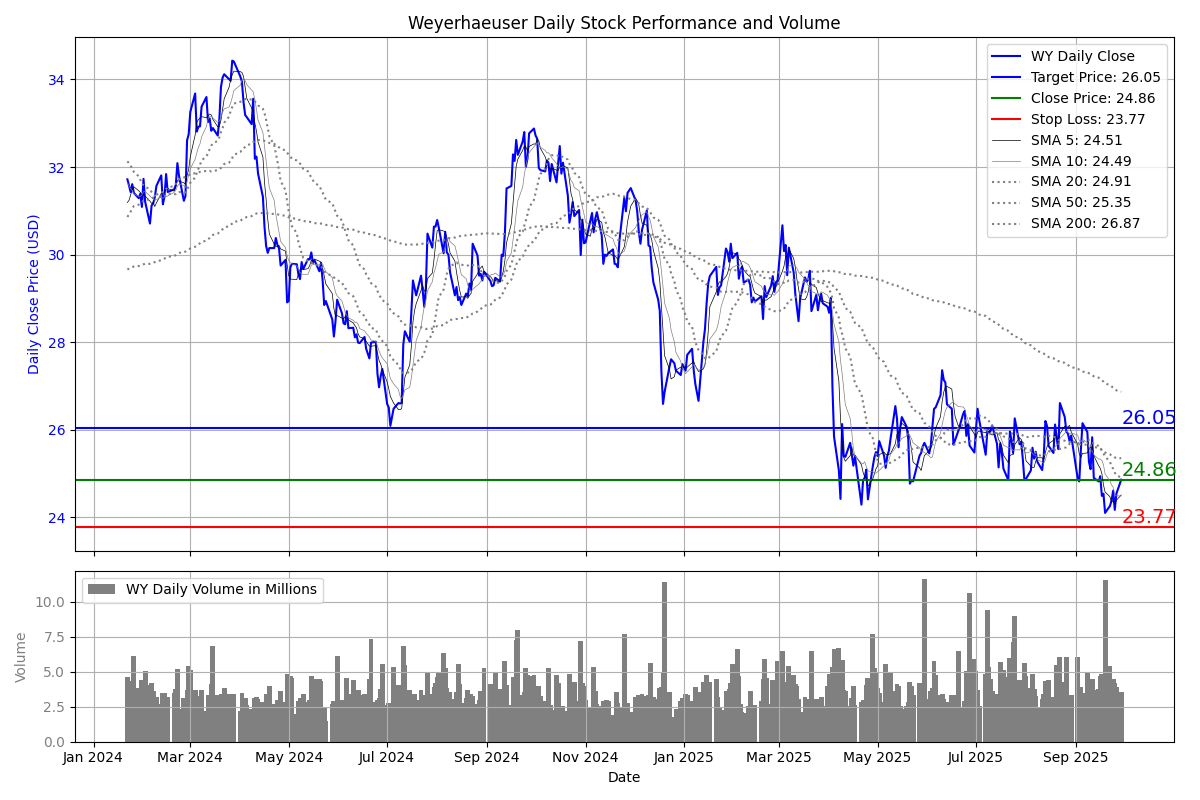 Weyerhaeuser Daily Stock Performance and Volume
WY Daily Close
Target Price: 26.05
Close Price: 24.86
Stop Loss: 23.77
SMA 5: 24.51
SMA 10: 24.49
SMA 20: 24.91
SMA 50: 25.35
SMA 200: 26.87
Daily Close Price (USD)
34
32
30
28
26
24
26.05
24.86
23.77
WY Daily Volume in Millions
Volume
10.0
7.5
5.0
2.5
0.0
Jan 2024
Mar 2024
May 2024
Jul 2024
Sep 2024
Nov 2024
Jan 2025
Mar 2025
May 2025
Jul 2025
Sep 2025
Date